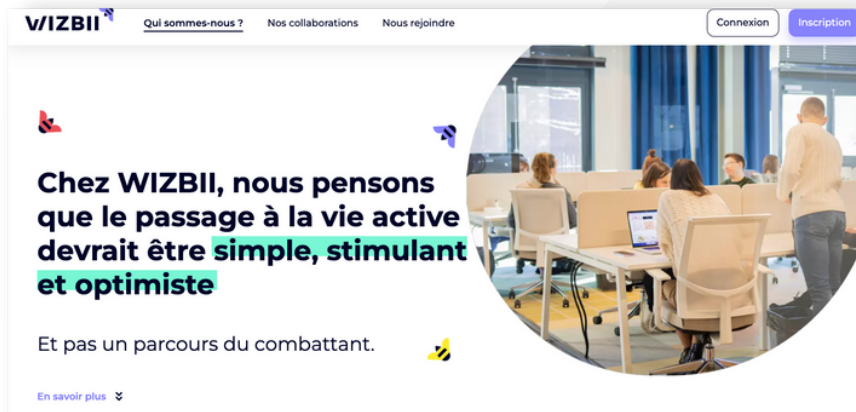 WIZBII
Qui sommes-nous ?
Nos collaborations
Nous rejoindre
Connexion
Inscription
Chez WIZBII, nous pensons
que le passage à la vie active
devrait être simple, stimulant
et optimiste
Et pas un parcours du combattant.
En savoir plus